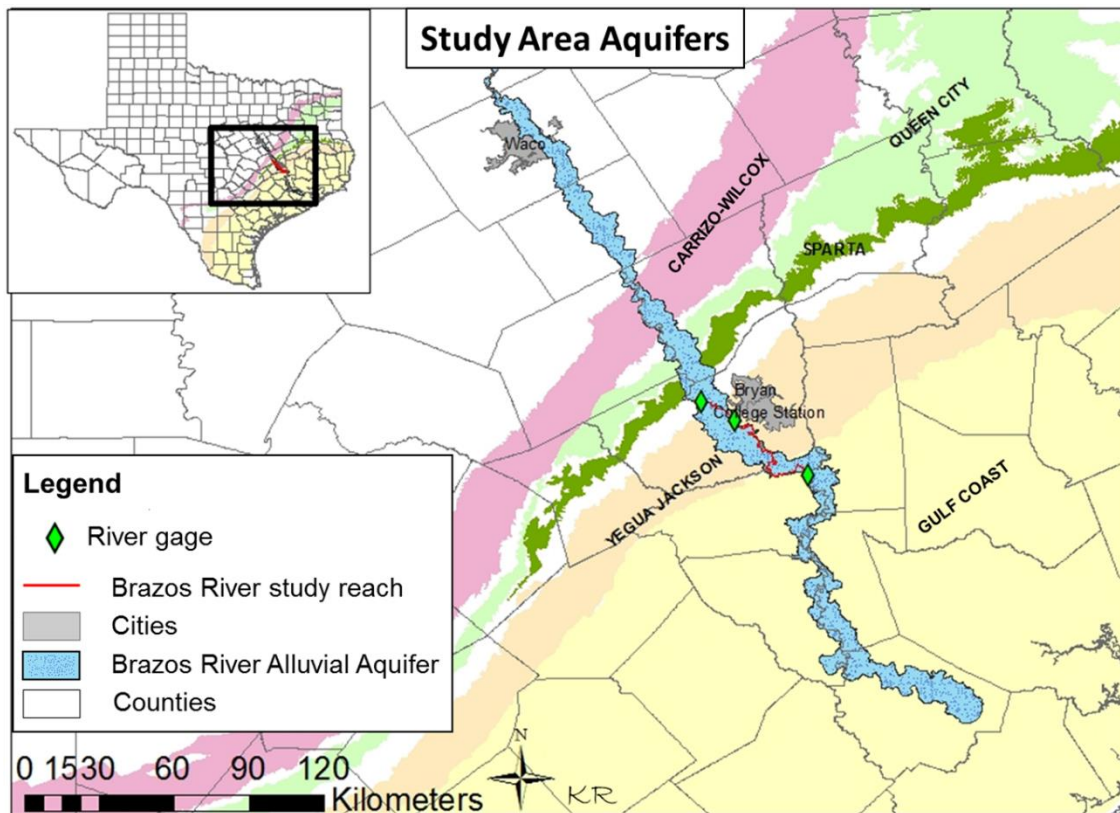 Study Area Aquifers
Waco
CARRIZO-WILCOX
QUEEN CITY
SPARTA
Bryan
College Station
YEGUA JACKSON
GULF COAST
Legend
River gage
Brazos River study reach
Cities
Brazos River Alluvial Aquifer
Counties
0 15 30 60 90 120
Kilometers
N
KR